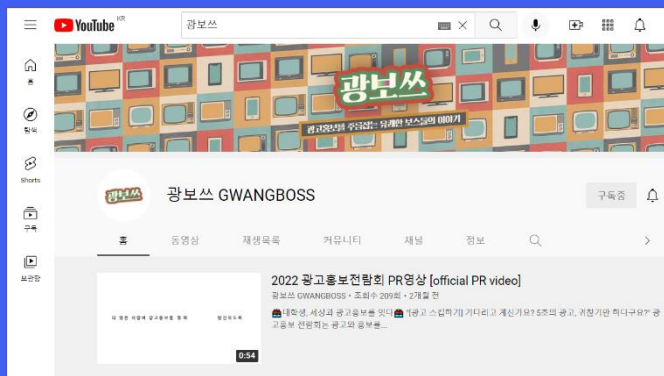 YouTube KR
광보쓰
홈
탐색
Shorts
구독
보관함
광보쓰
광고홍보를 주름잡는 유쾌한 보스들의 이야기
광보쓰
광보쓰 GWANGBOSS
구독중
홈 동영상 재생목록 커뮤니티 채널 정보
2022 광고홍보전람회 PR영상 [official PR video]
광보쓰 GWANGBOSS • 조회수 209회 • 2개월 전
대학생, 세상과 광고홍보를 잇다 "[광고 스킵하기] 기다리고 계신가요? 5초의 광고, 귀찮기만 하다구요?" 광
고홍보 전람회는 광고와 홍보를...
0:54